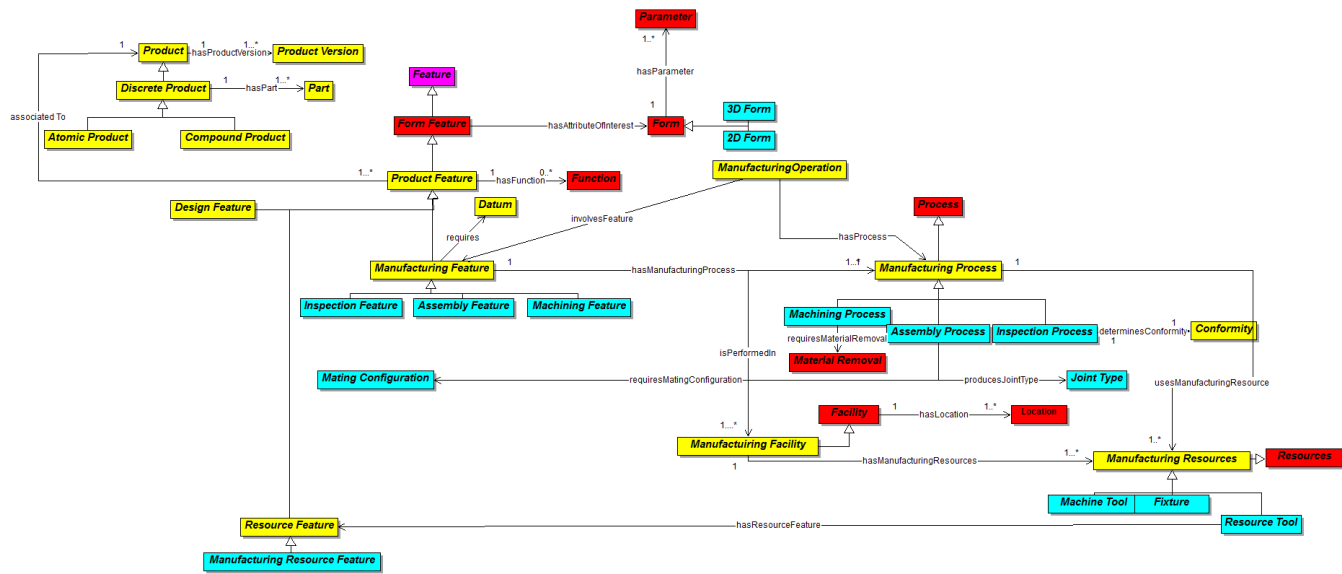 Parameter
1
1
1...*
Product
hasProductVersion
Product Version
1..*
Feature
hasParameter
Discrete Product
1
1...*
hasPart
Part
1
3D Form
associated To
Form Feature
hasAttributeOfInterest
Form
Atomic Product
Compound Product
2D Form
ManufacturingOperation
1...*
Product Feature
1
0..*
hasFunction
Function
Design Feature
Datum
Process
involvesFeature
requires
hasProcess
Manufacturing Feature
1
hasManufacturingProcess
1...*
1
Manufacturing Process
1
Inspection Feature
Assembly Feature
Machining Feature
Machining Process
Assembly Process
Inspection Process
determinesConformity
1
1
Conformity
requiresMaterialRemoval
isPerformedIn
Material Removal
Mating Configuration
requiresMatingConfiguration
producesJointType
Joint Type
usesManufacturingResource
Facility
1
hasLocation
1..*
Location
1....*
Manufactuiring Facility
1
hasManufacturingResources
1...*
1..*
Manufacturing Resources
Resources
Machine Tool
Fixture
Resource Tool
Resource Feature
hasResourceFeature
Manufacturing Resource Feature